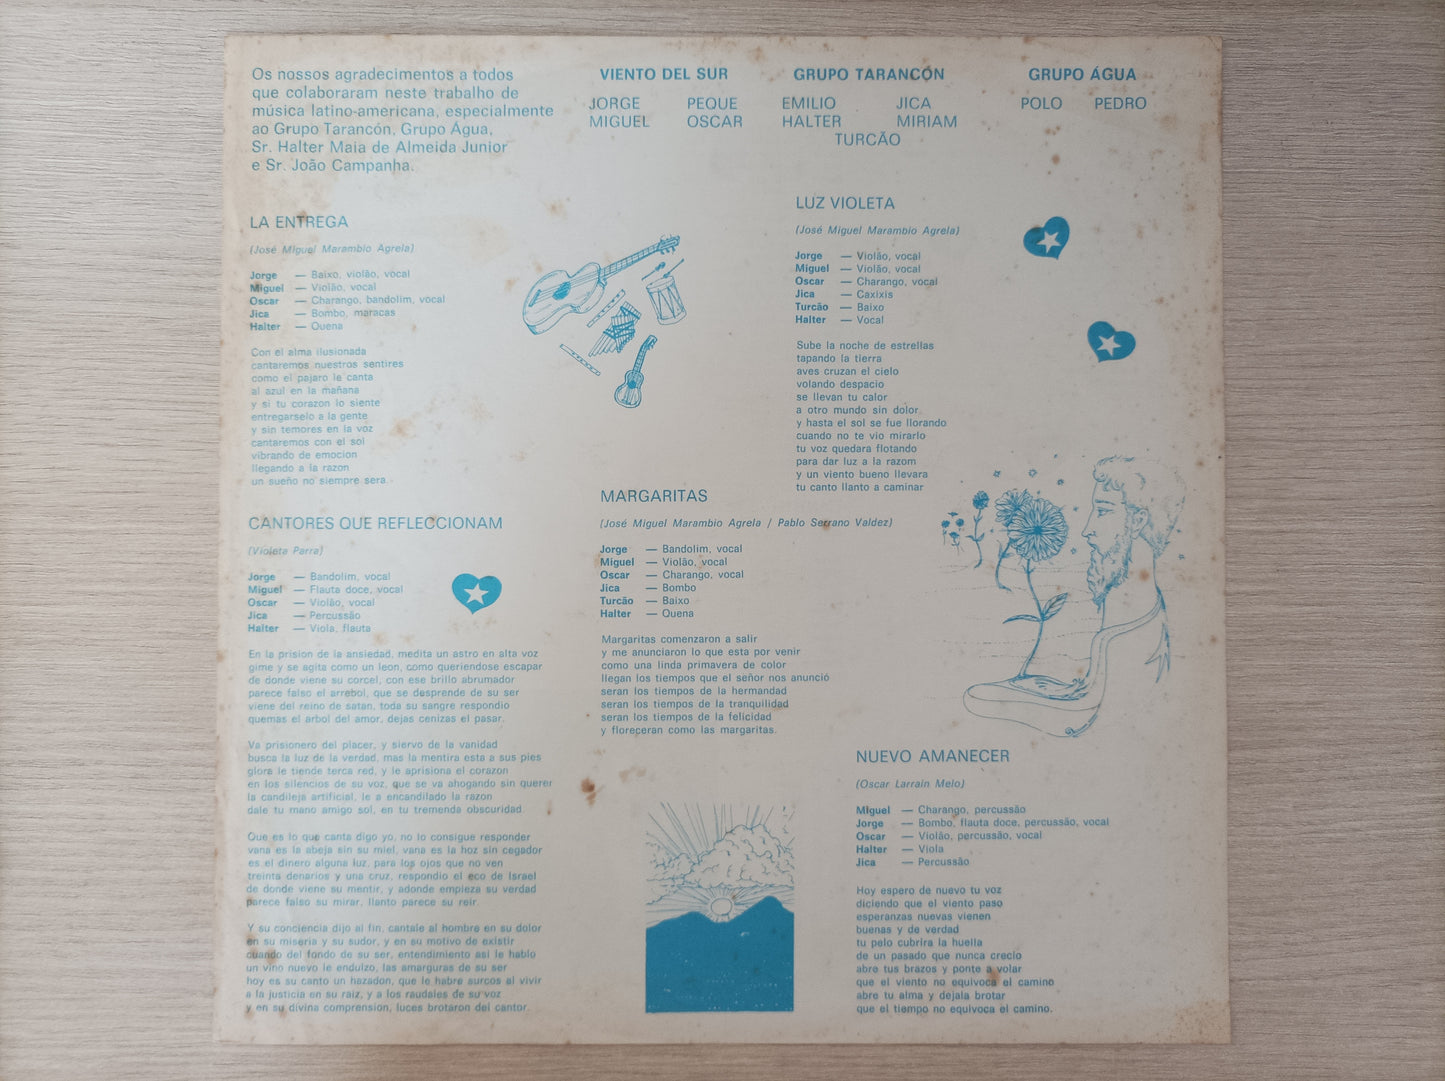 Os nossos agradecimentos a todos
que colaboraram neste trabalho de
música latino-americana, especialmente
ao Grupo Tarancón, Grupo Água,
Sr. Halter Maia de Almeida Junior
e Sr. João Campanha.
VIENTO DEL SUR
JORGE PEQUE
MIGUEL OSCAR
GRUPO TARANCÓN
EMILIO JICA
HALTER MIRIAM
TURCÃO
GRUPO ÁGUA
POLO PEDRO
LA ENTREGA
(José Miguel Marambio Agrela)
Jorge — Baixo, violão, vocal
Miguel — Violão, vocal
Oscar — Charango, bandolim, vocal
Jica — Bombo, maracas
Halter — Quena
Con el alma ilusionada
cantaremos nuestros sentires
como el pajaro le canta
al azul en la mañana
y si tu corazon lo siente
entregarselo a la gente
y sin temores en la voz
cantaremos con el sol
vibrando de emocion
llegando a la razon
un sueño no siempre sera.
CANTORES QUE REFLECCIONAM
(Violeta Parra)
Jorge — Bandolim, vocal
Miguel — Flauta doce, vocal
Oscar — Violão, vocal
Jica — Percussão
Halter — Viola, flauta
En la prision de la ansiedad, medita un astro en alta voz
gime y se agita como un leon, como queriendose escapar
de donde viene su corcel, con ese brillo abrumador
parece falso el arrebol, que se desprende de su ser
viene del reino de satan, toda su sangre respondio
quemas el arbol del amor, dejas cenizas el pasar.
Va prisionero del placer, y siervo de la vanidad
busca la luz de la verdad, mas la mentira esta a sus pies
glora le tiende terca red, y le aprisiona el corazon
en los silencios de su voz, que se va ahogando sin querer
la candileja artificial, le a encandilado la razon
dale tu mano amigo sol, en tu tremenda obscuridad.
Que es lo que canta digo yo, no lo consigue responder
vana es la abeja sin su miel, vana es la hoz sin cegador
es el dinero alguna luz, para los ojos que no ven
treinta denarios y una cruz, respondio el eco de Israel
de donde viene su mentir, y adonde empieza su verdad
parece falso su mirar, llanto parece su reir.
Y su conciencia dijo al fin, cantale al hombre en su dolor
en su miseria y su sudor, y en su motivo de existir
cuando del fondo de su ser, entendimiento asi le hablo
un vino nuevo le endulzo, las amarguras de su ser
hoy es su canto un hazadon, que le habre surcos al vivir
a la justicia en su raiz, y a los raudales de su voz
y en su divina comprension, luces brotaron del cantor.
MARGARITAS
(José Miguel Marambio Agrela / Pablo Serrano Valdez)
Jorge — Bandolim, vocal
Miguel — Violão, vocal
Oscar — Charango, vocal
Jica — Bombo
Turcão — Baixo
Halter — Quena
Margaritas comenzaron a salir
y me anunciaron lo que esta por venir
como una linda primavera de color
llegan los tiempos que el señor nos anunció
seran los tiempos de la hermandad
seran los tiempos de la tranquilidad
seran los tiempos de la felicidad
y floreceran como las margaritas.
LUZ VIOLETA
(José Miguel Marambio Agrela)
Jorge — Violão, vocal
Miguel — Violão, vocal
Oscar — Charango, vocal
Jica — Caxixis
Turcão — Baixo
Halter — Vocal
Sube la noche de estrellas
tapando la tierra
aves cruzan el cielo
volando despacio
se llevan tu calor
a otro mundo sin dolor
y hasta el sol se fue llorando
cuando no te vio mirarlo
tu voz quedara flotando
para dar luz a la razom
y un viento bueno llevara
tu canto llanto a caminar
NUEVO AMANECER
(Oscar Larrain Melo)
Miguel — Charango, percussão
Jorge — Bombo, flauta doce, percussão, vocal
Oscar — Violão, percussão, vocal
Halter — Viola
Jica — Percussão
Hoy espero de nuevo tu voz
diciendo que el viento paso
esperanzas nuevas vienen
buenas y de verdad
tu pelo cubrira la huella
de un pasado que nunca crecio
abre tus brazos y ponte a volar
que el viento no equivoca el camino
abre tu alma y dejala brotar
que el tiempo no equivoca el camino.